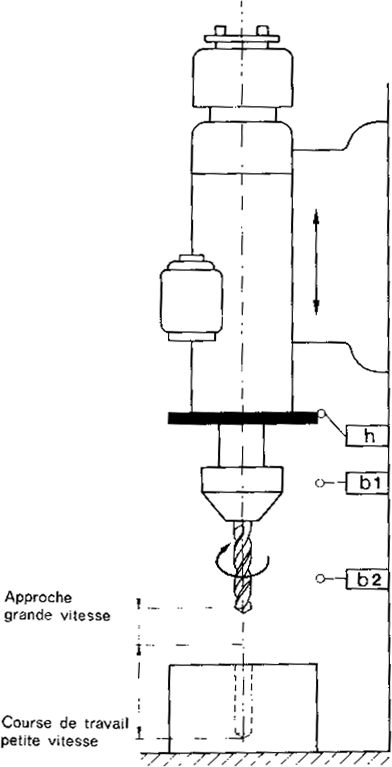 h
b1
b2
Approche
grande vitesse
Course de travail
petite vitesse